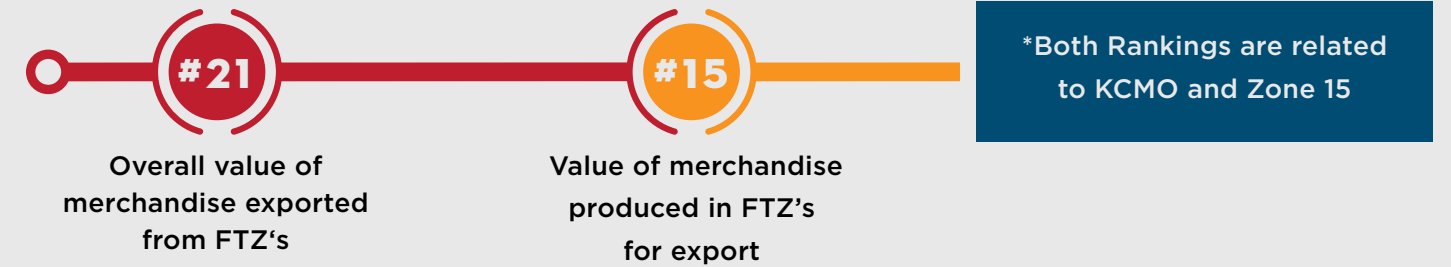 #21
Overall value of
merchandise exported
from FTZ‘s
#15
Value of merchandise
produced in FTZ’s
for export
*Both Rankings are related
to KCMO and Zone 15